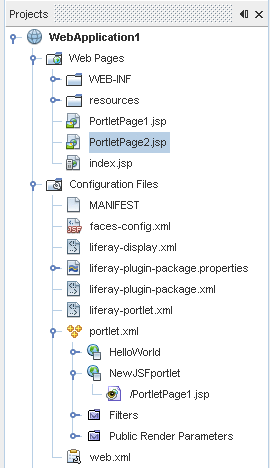 Projects
WebApplication1
Web Pages
WEB-INF
resources
PortletPage1.jsp
PortletPage2.jsp
index.jsp
Configuration Files
MANIFEST
faces-config.xml
liferay-display.xml
liferay-plugin-package.properties
liferay-plugin-package.xml
liferay-portlet.xml
portlet.xml
HelloWorld
NewJSFportlet
/PortletPage1.jsp
Filters
Public Render Parameters
web.xml